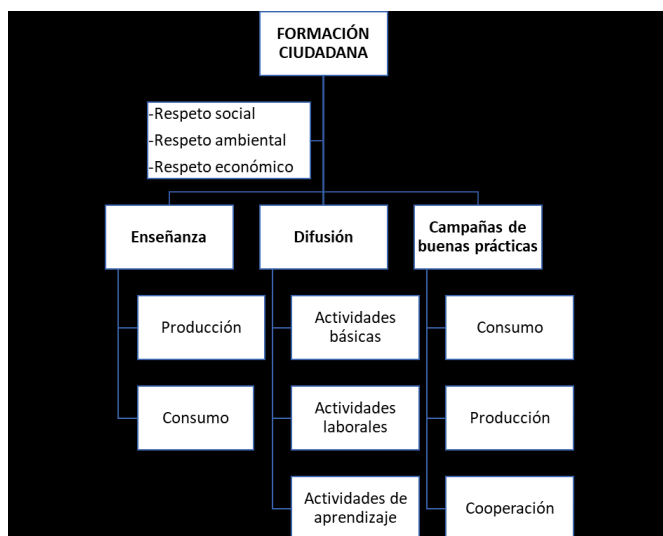 FORMACIÓN
CIUDADANA
-Respeto social
-Respeto ambiental
-Respeto económico
Enseñanza
Difusión
Campañas de
buenas prácticas
Producción
Actividades
básicas
Consumo
Consumo
Actividades
laborales
Producción
Actividades de
aprendizaje
Cooperación